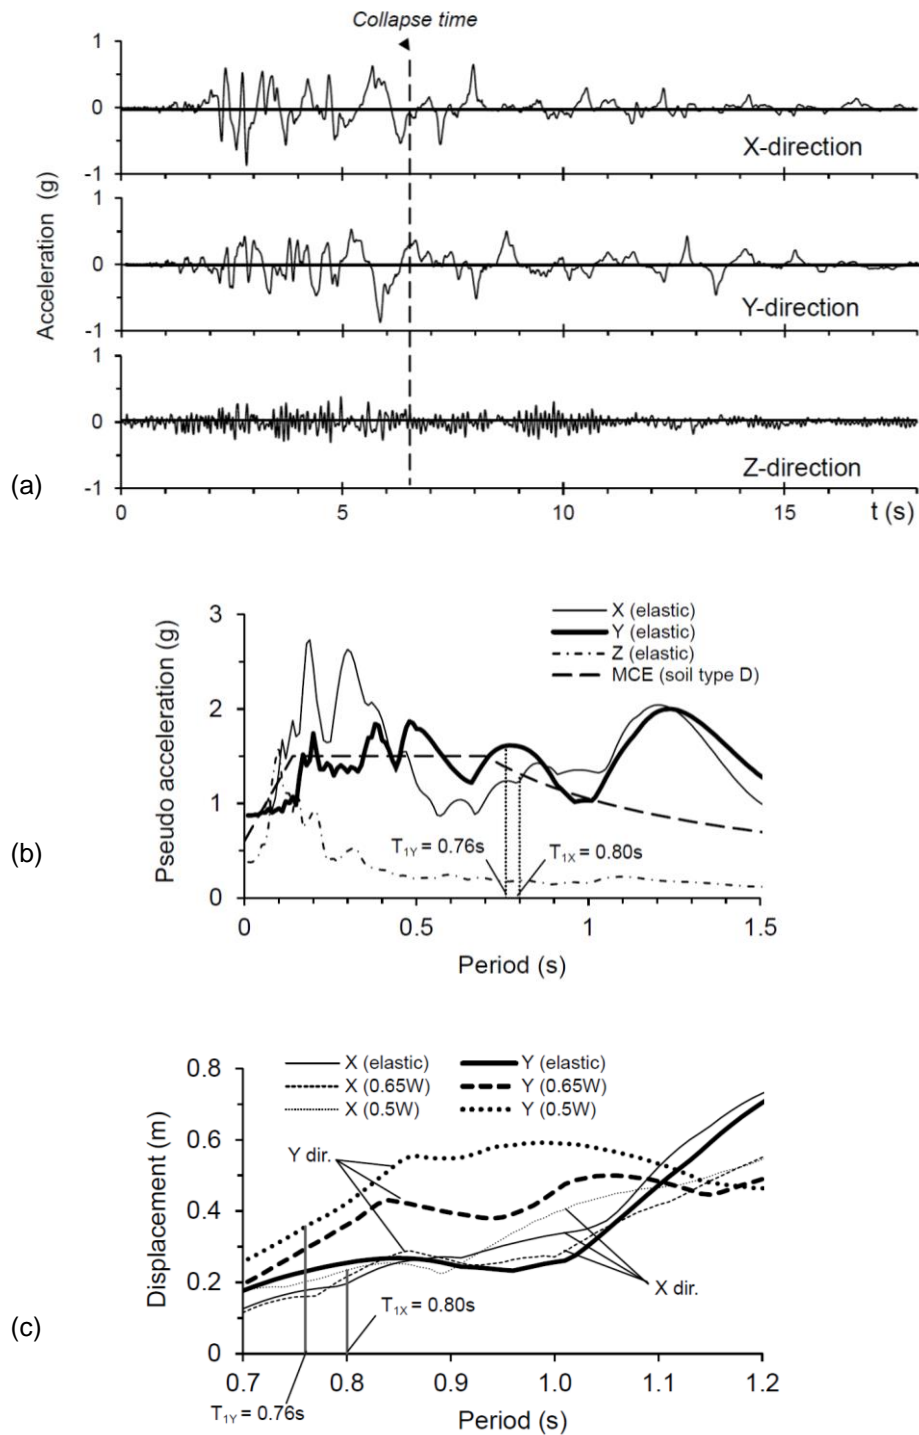 Collapse time
1
0
-1
X-direction
1
0
-1
Y-direction
1
0
-1
Z-direction
Acceleration (g)
(a)
0 5 10 15 t (s)
3
2
1
0
Pseudo acceleration (g)
X (elastic)
Y (elastic)
Z (elastic)
MCE (soil type D)
T1Y = 0.76s
T1X = 0.80s
(b)
0 0.5 1 1.5
Period (s)
0.8
0.6
0.4
0.2
0
Displacement (m)
X (elastic) Y (elastic)
X (0.65W) Y (0.65W)
X (0.5W) Y (0.5W)
Y dir.
X dir.
T1X = 0.80s
(c)
0.7 0.8 0.9 1.0 1.1 1.2
T1Y = 0.76s
Period (s)